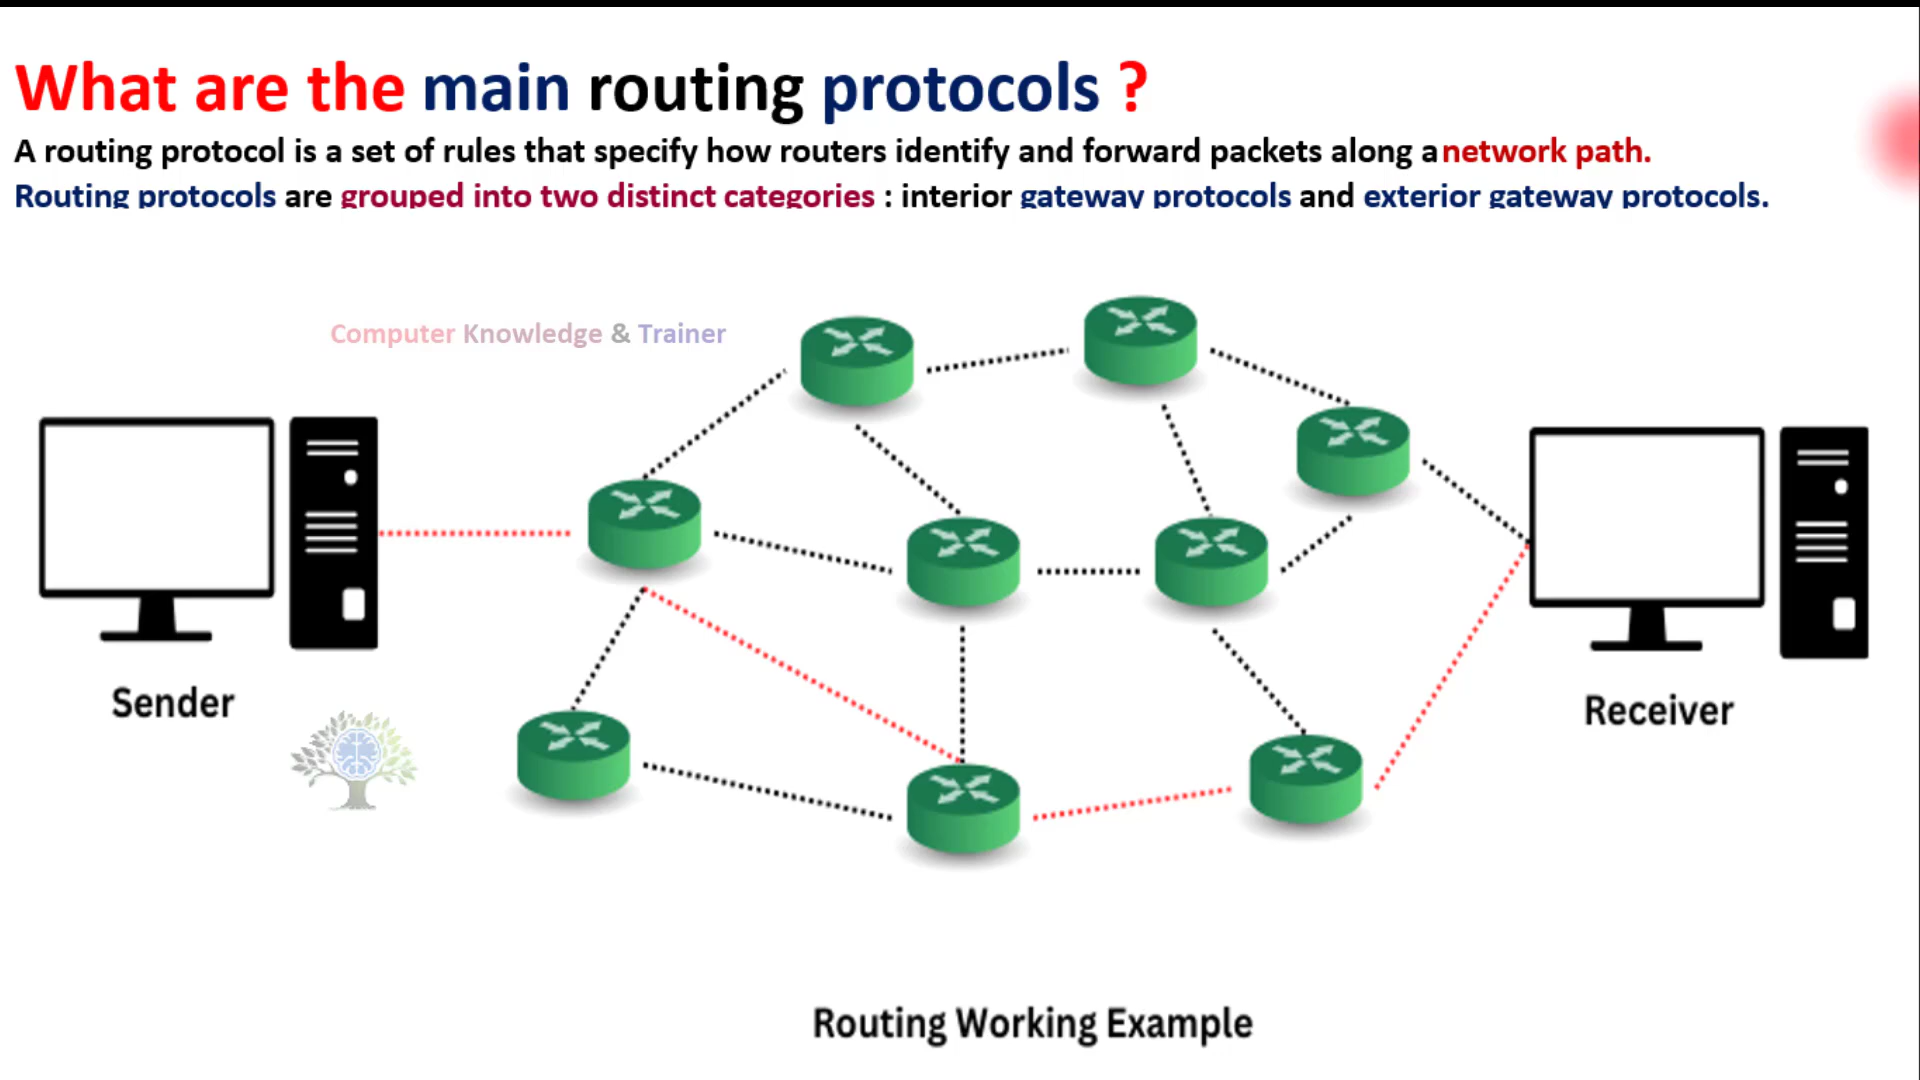 What are the main routing protocols ?
A routing protocol is a set of rules that specify how routers identify and forward packets along a network path.
Routing protocols are grouped into two distinct categories : interior gateway protocols and exterior gateway protocols.
Computer Knowledge & Trainer
Sender
Receiver
Routing Working Example